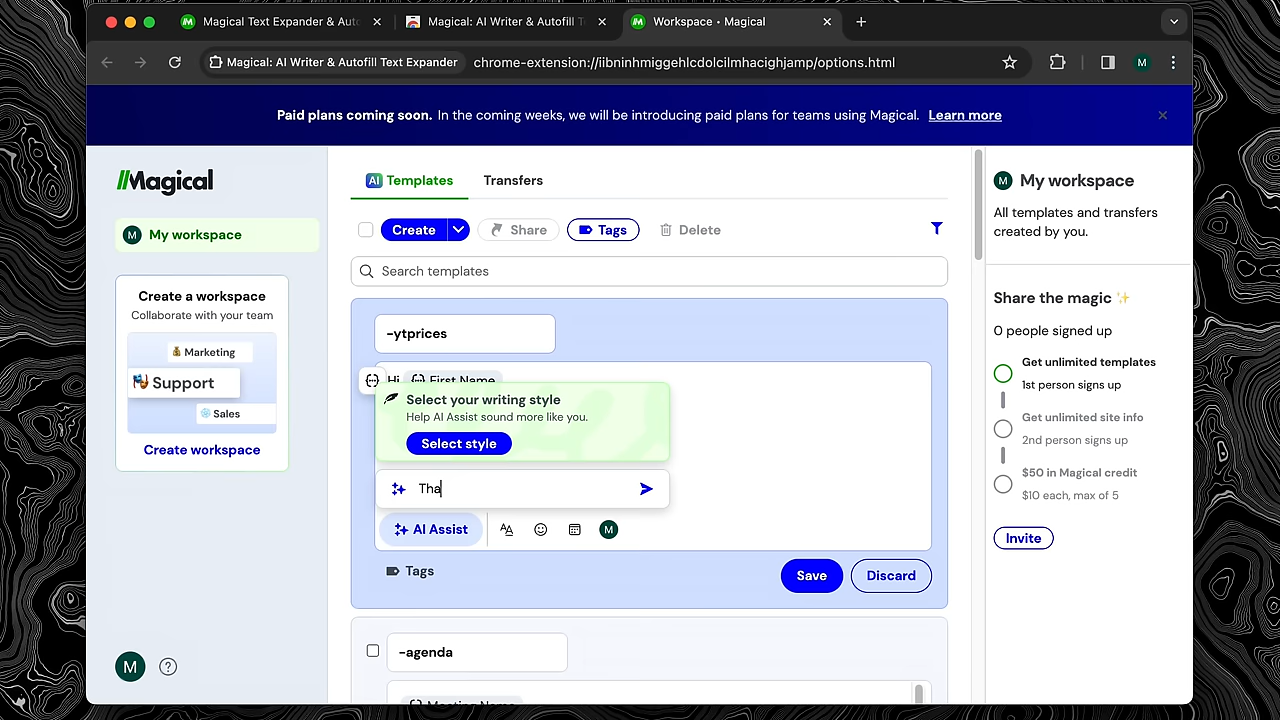 Magical Text Expander & Auto
Magical: AI Writer & Autofill T
Workspace • Magical
Magical: AI Writer & Autofill Text Expander
chrome-extension://iibninhmiggehlcdolcilmhacighjamp/options.html
M
Paid plans coming soon. In the coming weeks, we will be introducing paid plans for teams using Magical. Learn more
//Magical
M My workspace
Create a workspace
Collaborate with your team
Marketing
Support
Sales
Create workspace
M
AI Templates
Transfers
Create
Share
Tags
Delete
Search templates
-ytprices
Hi First Name
Select your writing style
Help AI Assist sound more like you.
Select style
Tha
AI Assist
M
Tags
Save
Discard
-agenda
Meeting Name
M My workspace
All templates and transfers
created by you.
Share the magic ✨
0 people signed up
Get unlimited templates
1st person signs up
Get unlimited site info
2nd person signs up
$50 in Magical credit
$10 each, max of 5
Invite